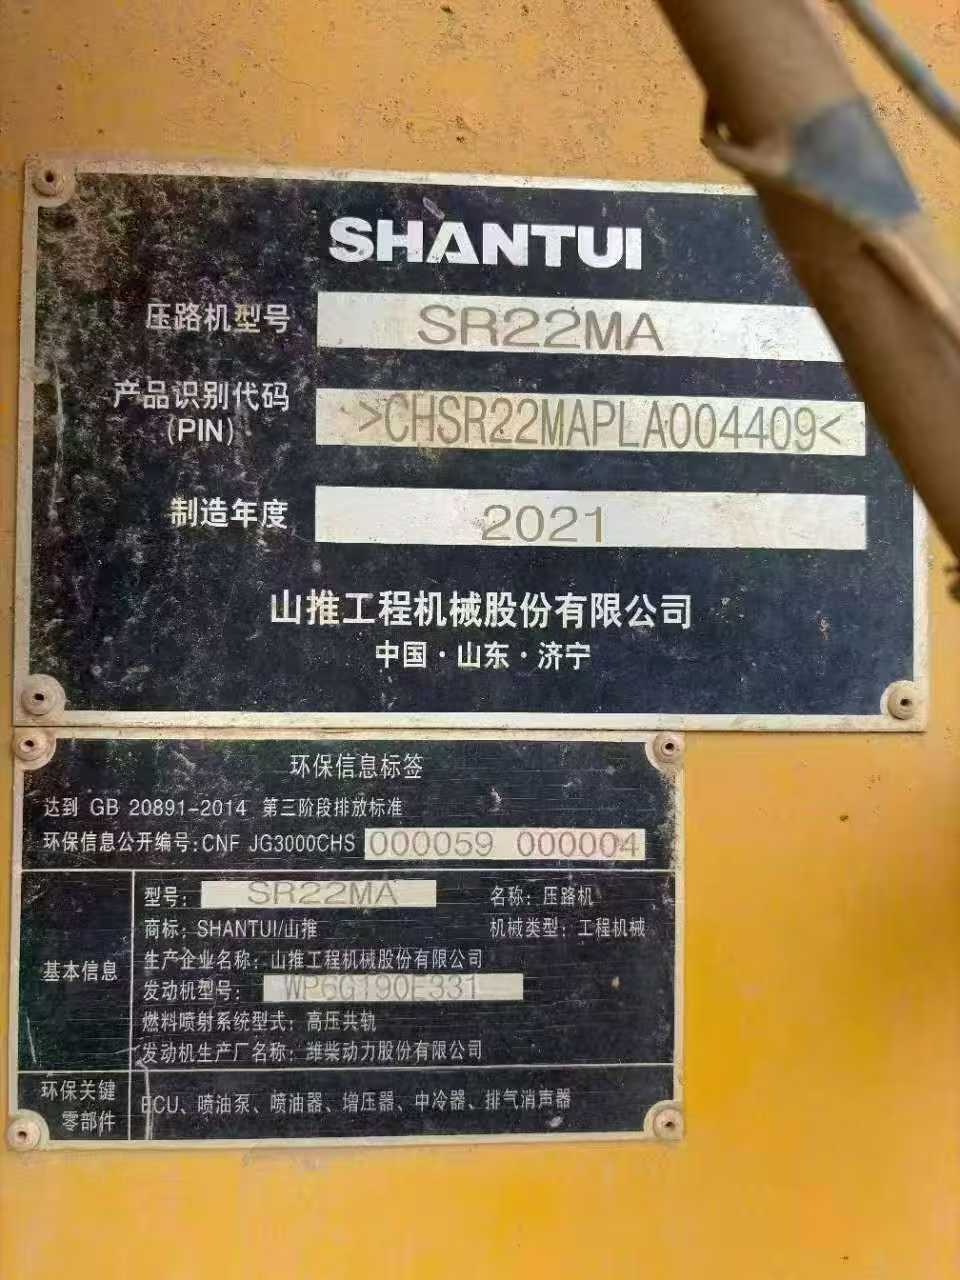 SHANTUI
压路机型号 SR22MA
产品识别代码 >CHSR22MAPLA004409<
(PIN)
制造年度 2021
山推工程机械股份有限公司
中国·山东·济宁
环保信息标签
达到 GB 20891-2014 第三阶段排放标准
环保信息公开编号:CNF JG3000CHS 000059 000004
型号: SR22MA 名称: 压路机
商标: SHANTUI/山推 机械类型: 工程机械
生产企业名称: 山推工程机械股份有限公司
基本信息
发动机型号: WP6G190E331
燃料喷射系统型式: 高压共轨
发动机生产厂名称: 潍柴动力股份有限公司
环保关键
零部件
ECU、喷油泵、喷油器、增压器、中冷器、排气消声器